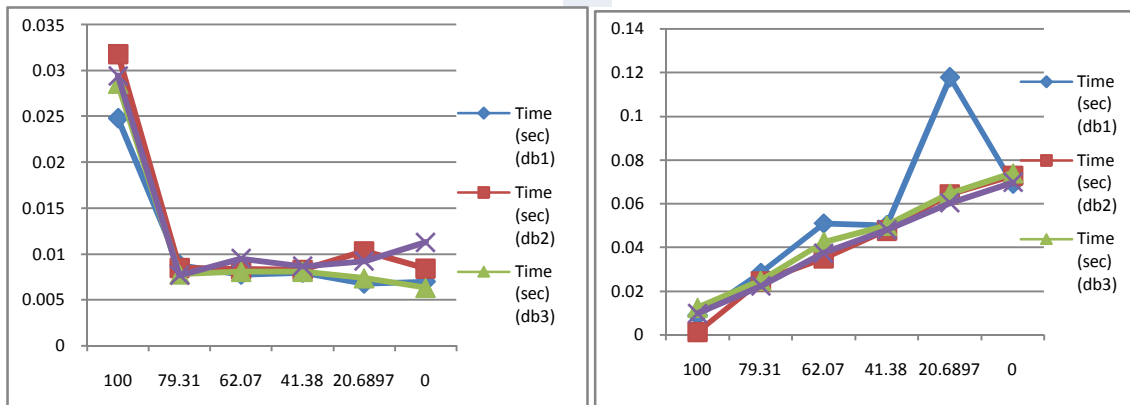 0.035
0.03
0.025
0.02
0.015
0.01
0.005
0
100 79.31 62.07 41.38 20.6897 0
Time
(sec)
(db1)
Time
(sec)
(db2)
Time
(sec)
(db3)
0.14
0.12
0.1
0.08
0.06
0.04
0.02
0
100 79.31 62.07 41.38 20.6897 0
Time
(sec)
(db1)
Time
(sec)
(db2)
Time
(sec)
(db3)